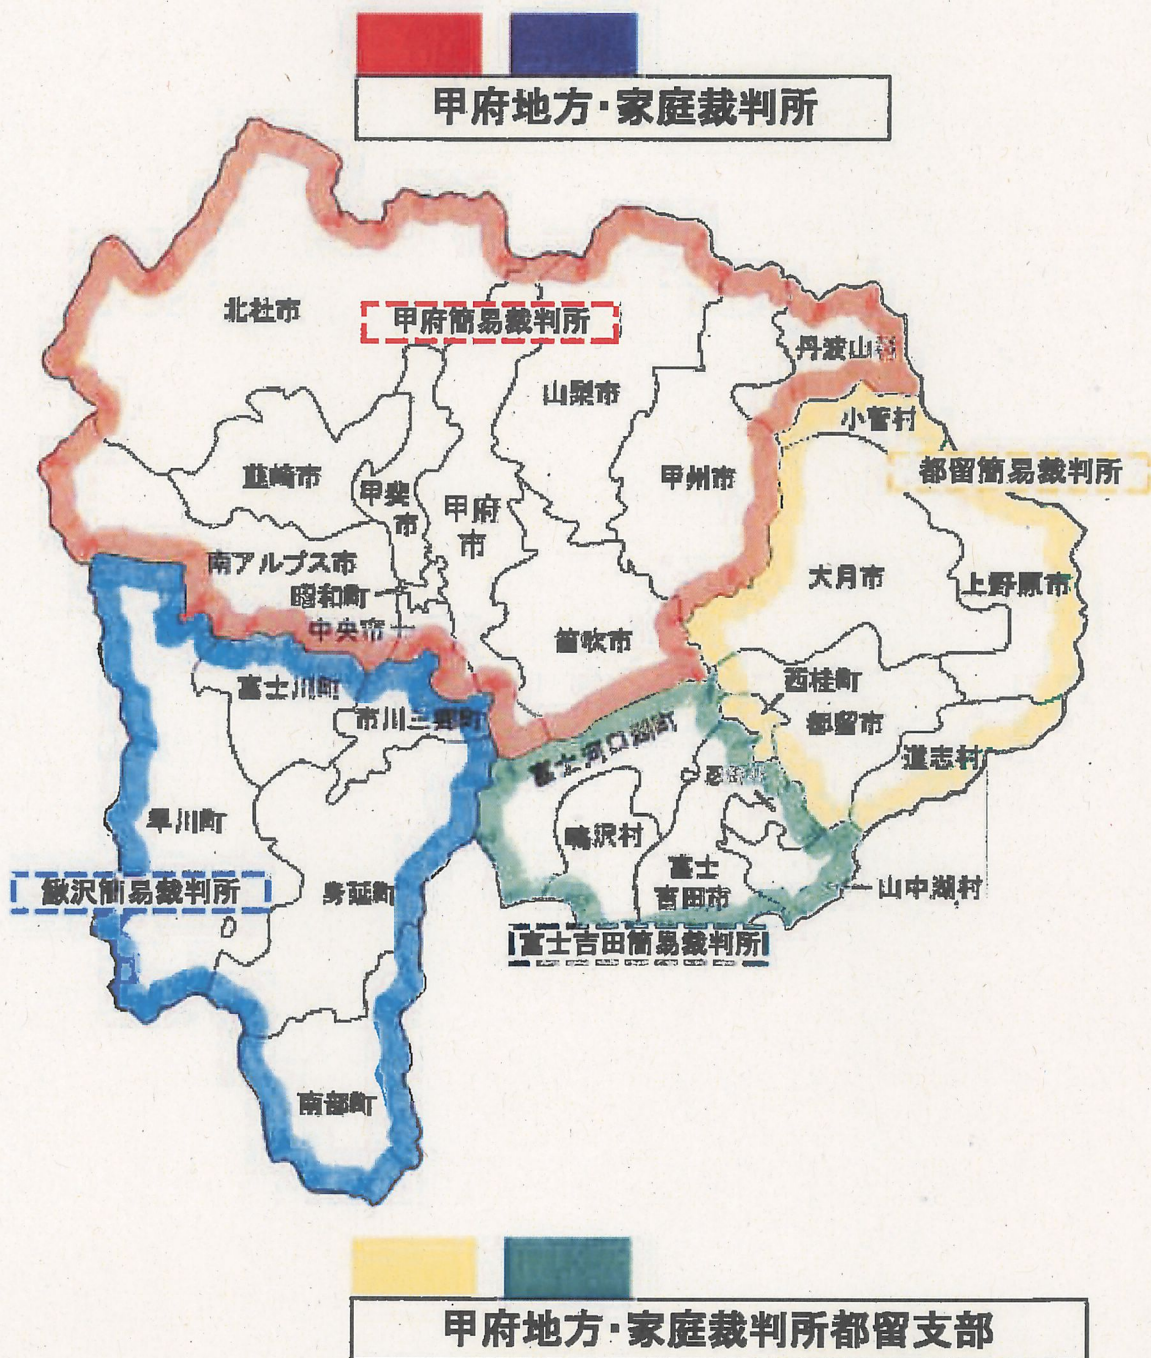 甲府地方・家庭裁判所
北杜市
甲府簡易裁判所
丹波山
山梨市
小菅村
韮崎市
甲斐
市
甲府
市
甲州市
都留簡易裁判所
南アルプス市
昭和町
中央市
大月市
上野原市
笛吹市
富士川町
市川三郷町
西桂町
都留市
道志村
富士河口湖町
早川町
鳴沢村
富士
吉田市
身延町
山中湖村
鰍沢簡易裁判所
富士吉田簡易裁判所
南部町
甲府地方・家庭裁判所都留支部